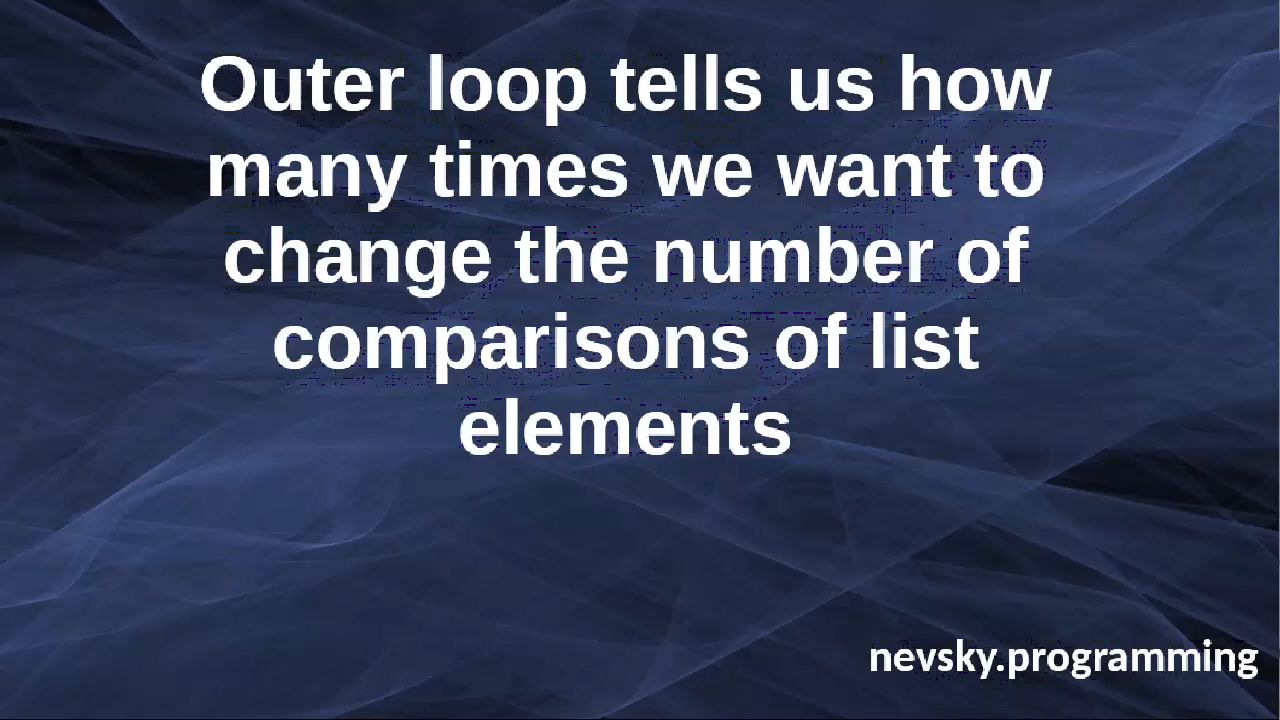 Outer loop tells us how
many times we want to
change the number of
comparisons of list
elements
nevsky.programming